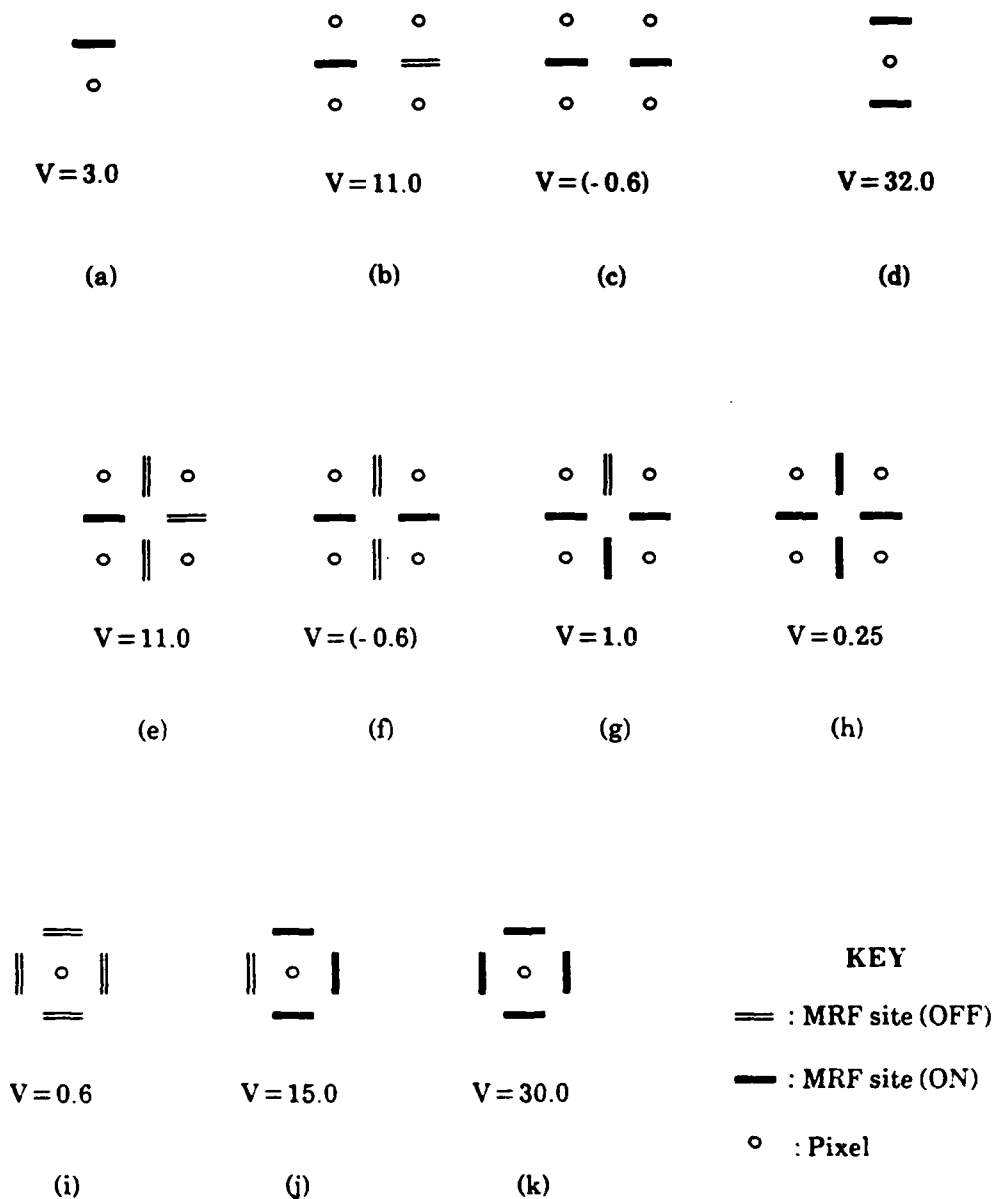 V=3.0
V=11.0
V=(-0.6)
V=32.0
(a)
(b)
(c)
(d)
V=11.0
V=(-0.6)
V=1.0
V=0.25
(e)
(f)
(g)
(h)
KEY
: MRF site (OFF)
: MRF site (ON)
: Pixel
V=0.6
V=15.0
V=30.0
(i)
(j)
(k)